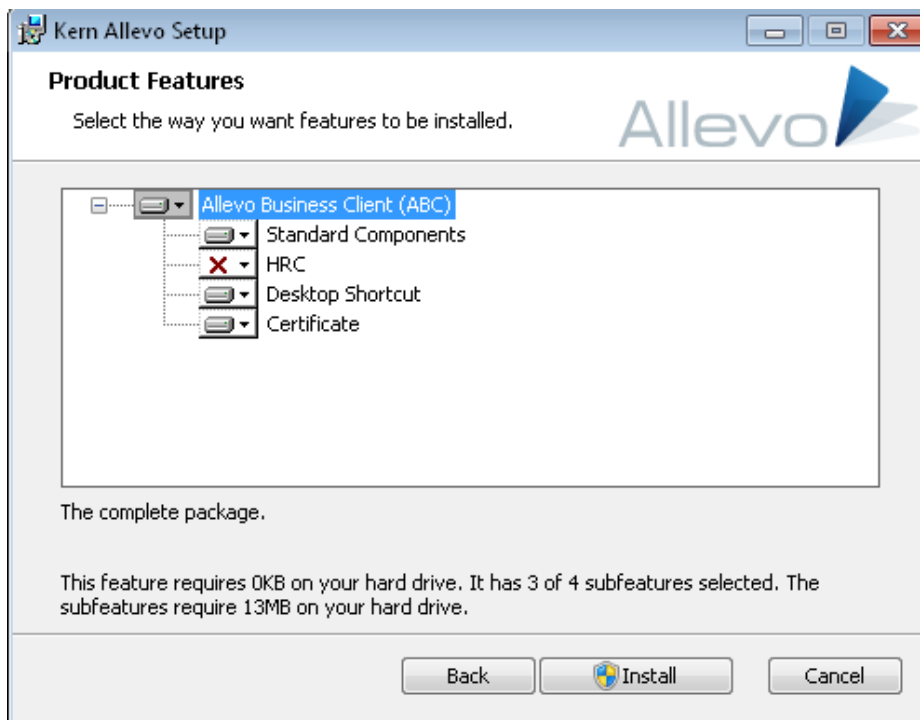 Kern Allevo Setup
Product Features
Select the way you want features to be installed.
Allevo
Allevo Business Client (ABC)
Standard Components
HRC
Desktop Shortcut
Certificate
The complete package.
This feature requires 0KB on your hard drive. It has 3 of 4 subfeatures selected. The
subfeatures require 13MB on your hard drive.
Back
Install
Cancel